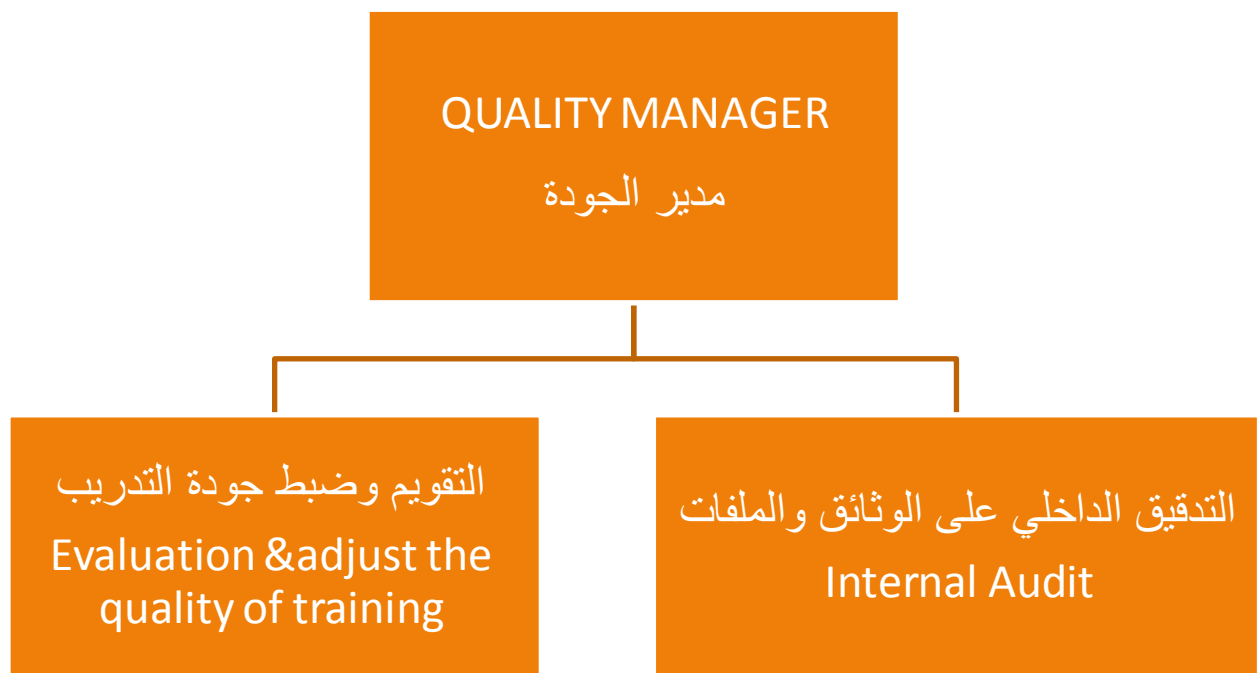 QUALITY MANAGER
مدير الجودة
التقويم وضبط جودة التدريب
Evaluation &adjust the
quality of training
التدقيق الداخلي على الوثائق والملفات
Internal Audit